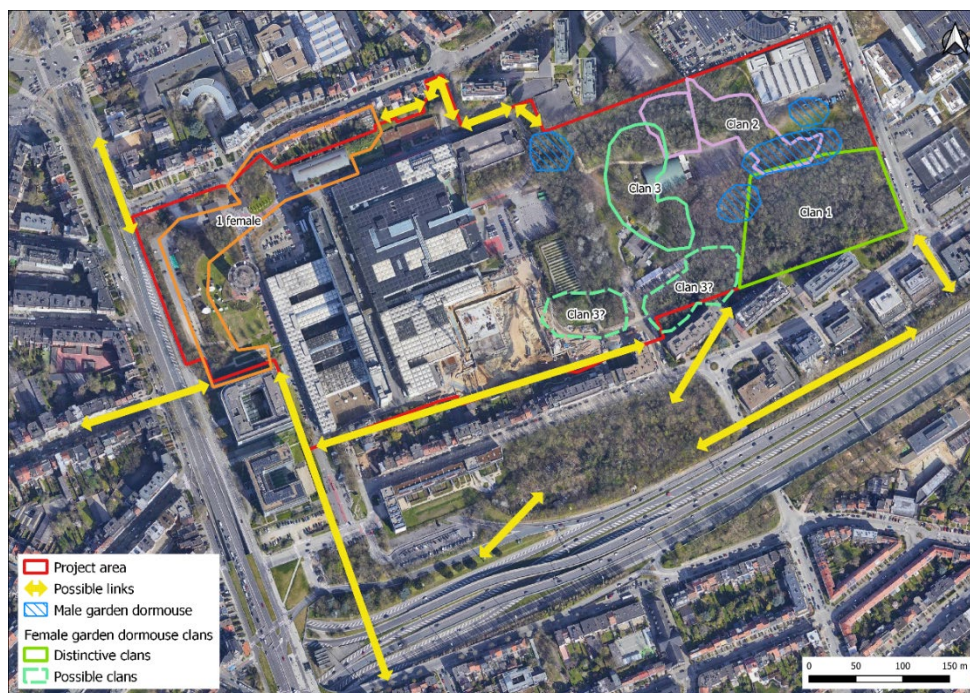 1 female
Clan 2
Clan 3
Clan 1
Clan 3?
Clan 3?
Project area
Possible links
Male garden dormouse
Female garden dormouse clans
Distinctive clans
Possible clans
0 50 100 150 m